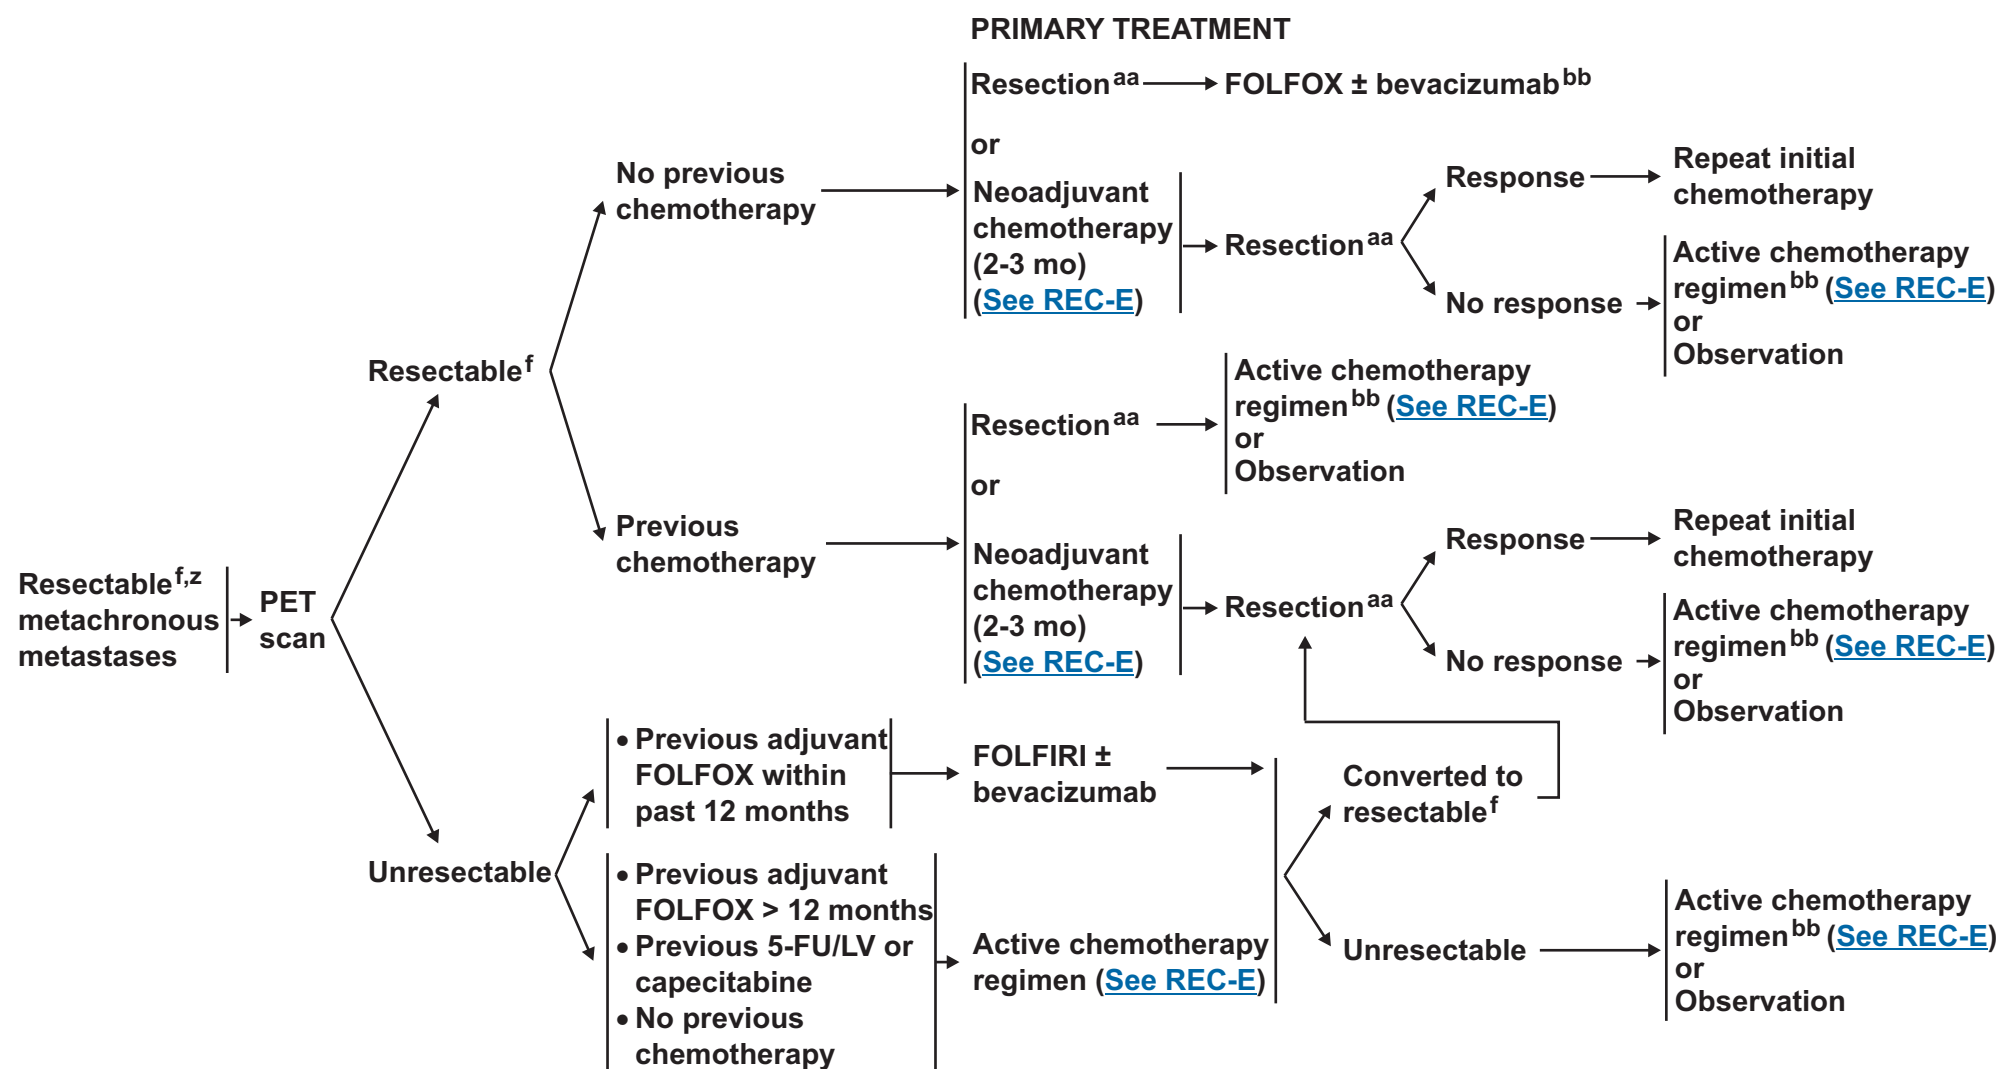 PRIMARY TREATMENT
Resection aa
FOLFOX ± bevacizumab bb
or
No previous
chemotherapy
Neoadjuvant
chemotherapy
(2-3 mo)
(See REC-E)
Resection aa
Response
Repeat initial
chemotherapy
No response
Active chemotherapy
regimen bb (See REC-E)
or
Observation
Resectable f
Resection aa
Active chemotherapy
regimen bb (See REC-E)
or
Observation
or
Previous
chemotherapy
Neoadjuvant
chemotherapy
(2-3 mo)
(See REC-E)
Resection aa
Response
Repeat initial
chemotherapy
No response
Active chemotherapy
regimen bb (See REC-E)
or
Observation
Resectable f,z
metachronous
metastases
PET
scan
• Previous adjuvant
FOLFOX within
past 12 months
FOLFIRI ±
bevacizumab
Converted to
resectable f
Unresectable
• Previous adjuvant
FOLFOX > 12 months
• Previous 5-FU/LV or
capecitabine
• No previous
chemotherapy
Active chemotherapy
regimen (See REC-E)
Unresectable
Active chemotherapy
regimen bb (See REC-E)
or
Observation